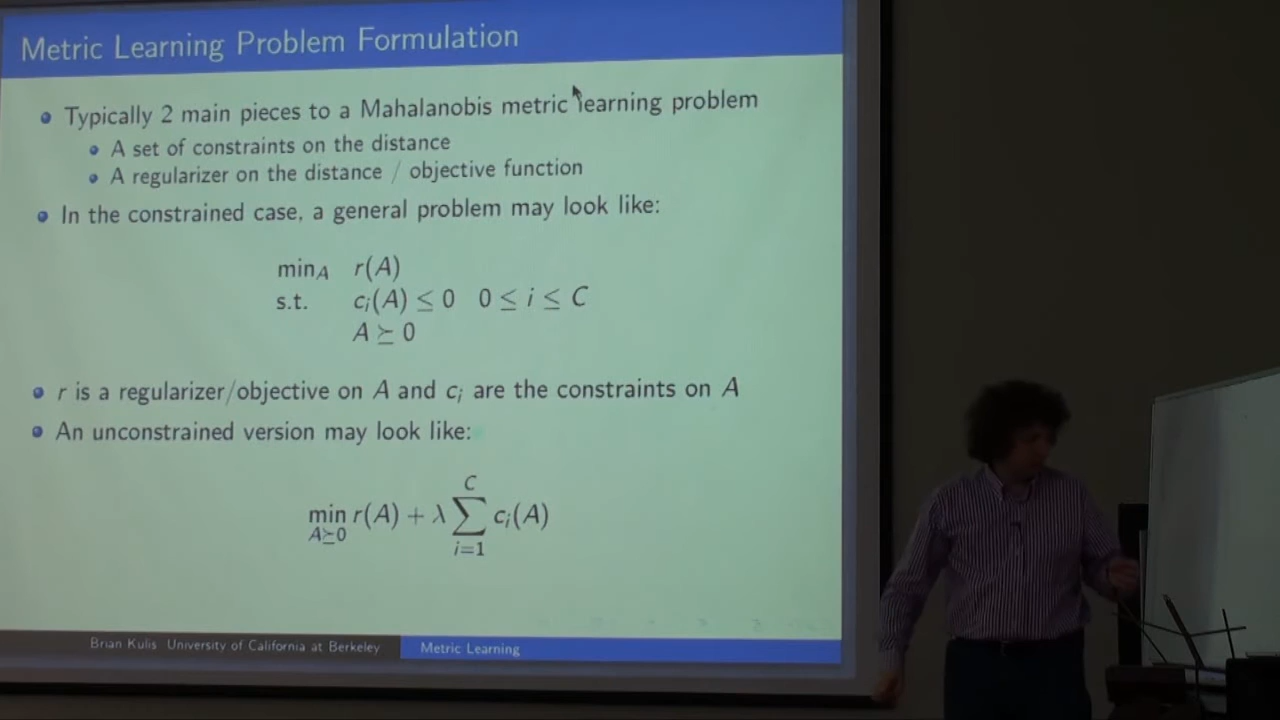 Metric Learning Problem Formulation
Typically 2 main pieces to a Mahalanobis metric learning problem
A set of constraints on the distance
A regularizer on the distance / objective function
In the constrained case, a general problem may look like:
min_A r(A)
s.t. c_i(A) ≤ 0 0 ≤ i ≤ C
A ⪰ 0
r is a regularizer/objective on A and c_i are the constraints on A
An unconstrained version may look like:
min_{A⪰0} r(A) + λ ∑_{i=1}^{C} c_i(A)
Brian Kulis University of California at Berkeley Metric Learning